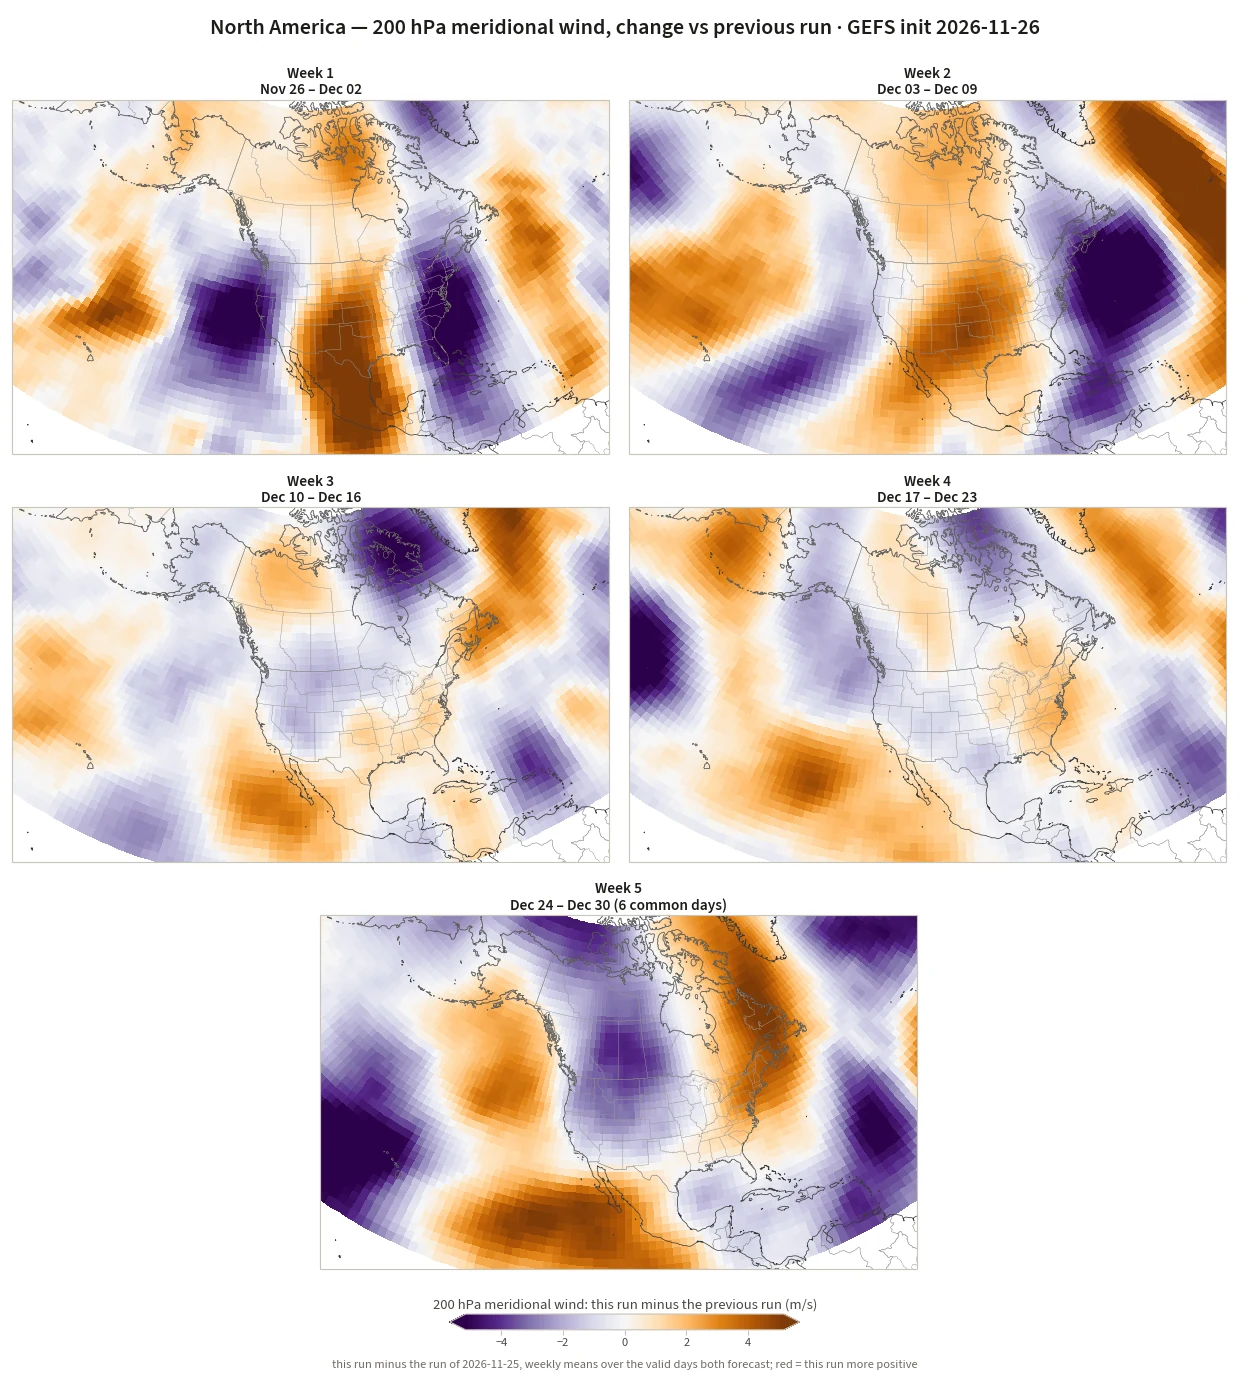 North America — 200 hPa meridional wind, change vs previous run · GEFS init 2026-11-26
Week 1
Nov 26 – Dec 02
Week 2
Dec 03 – Dec 09
Week 3
Dec 10 – Dec 16
Week 4
Dec 17 – Dec 23
Week 5
Dec 24 – Dec 30 (6 common days)
200 hPa meridional wind: this run minus the previous run (m/s)
−4 −2 0 2 4
this run minus the run of 2026-11-25, weekly means over the valid days both forecast; red = this run more positive